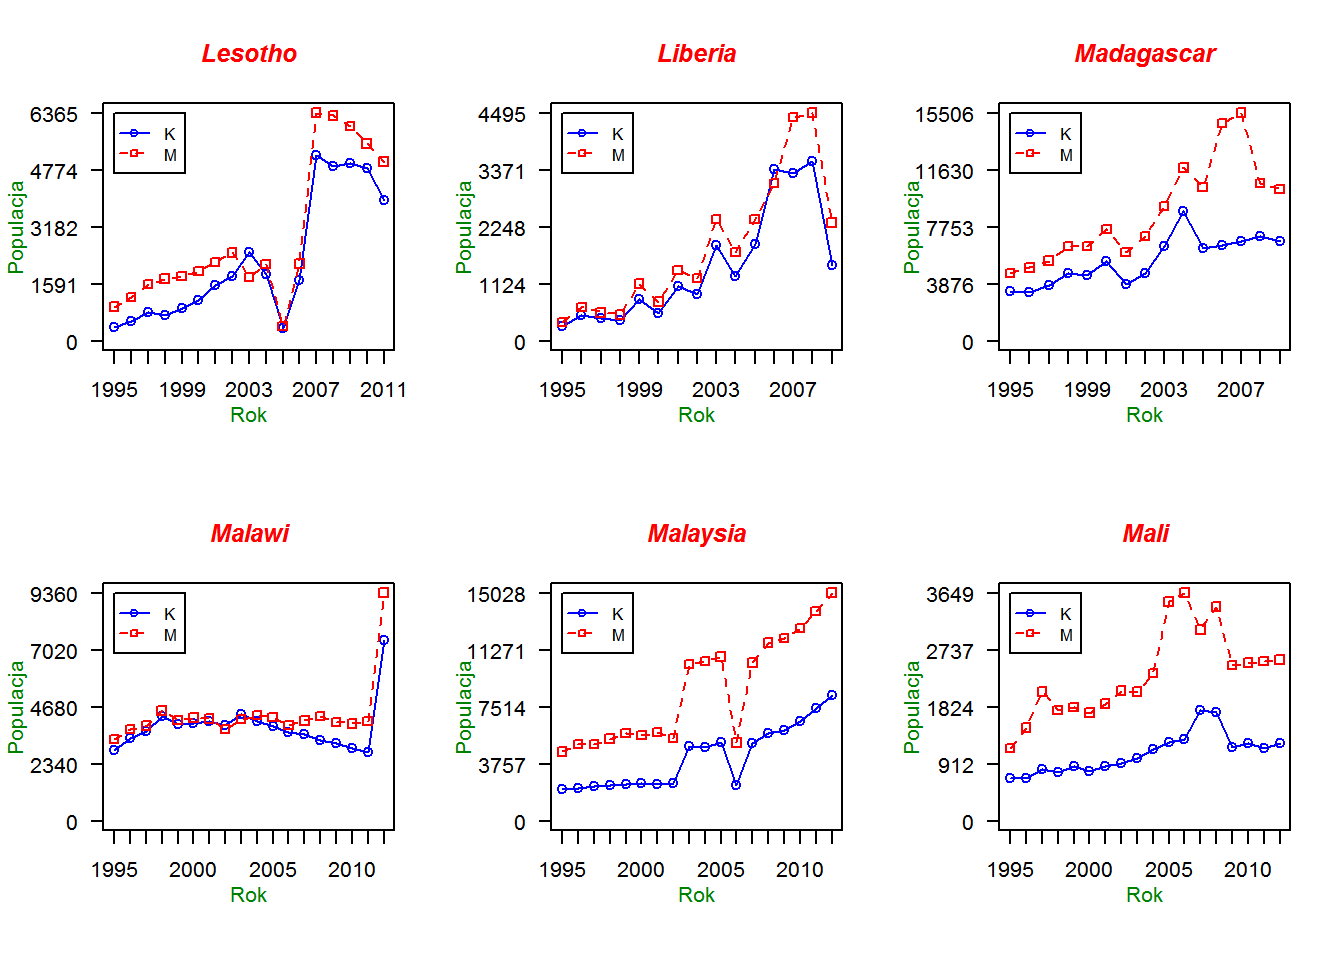 Lesotho
6365
4774
3182
1591
0
Populacja
K
M
1995 1999 2003 2007 2011
Rok
Liberia
4495
3371
2248
1124
0
Populacja
K
M
1995 1999 2003 2007
Rok
Madagascar
15506
11630
7753
3876
0
Populacja
K
M
1995 1999 2003 2007
Rok
Malawi
9360
7020
4680
2340
0
Populacja
K
M
1995 2000 2005 2010
Rok
Malaysia
15028
11271
7514
3757
0
Populacja
K
M
1995 2000 2005 2010
Rok
Mali
3649
2737
1824
912
0
Populacja
K
M
1995 2000 2005 2010
Rok